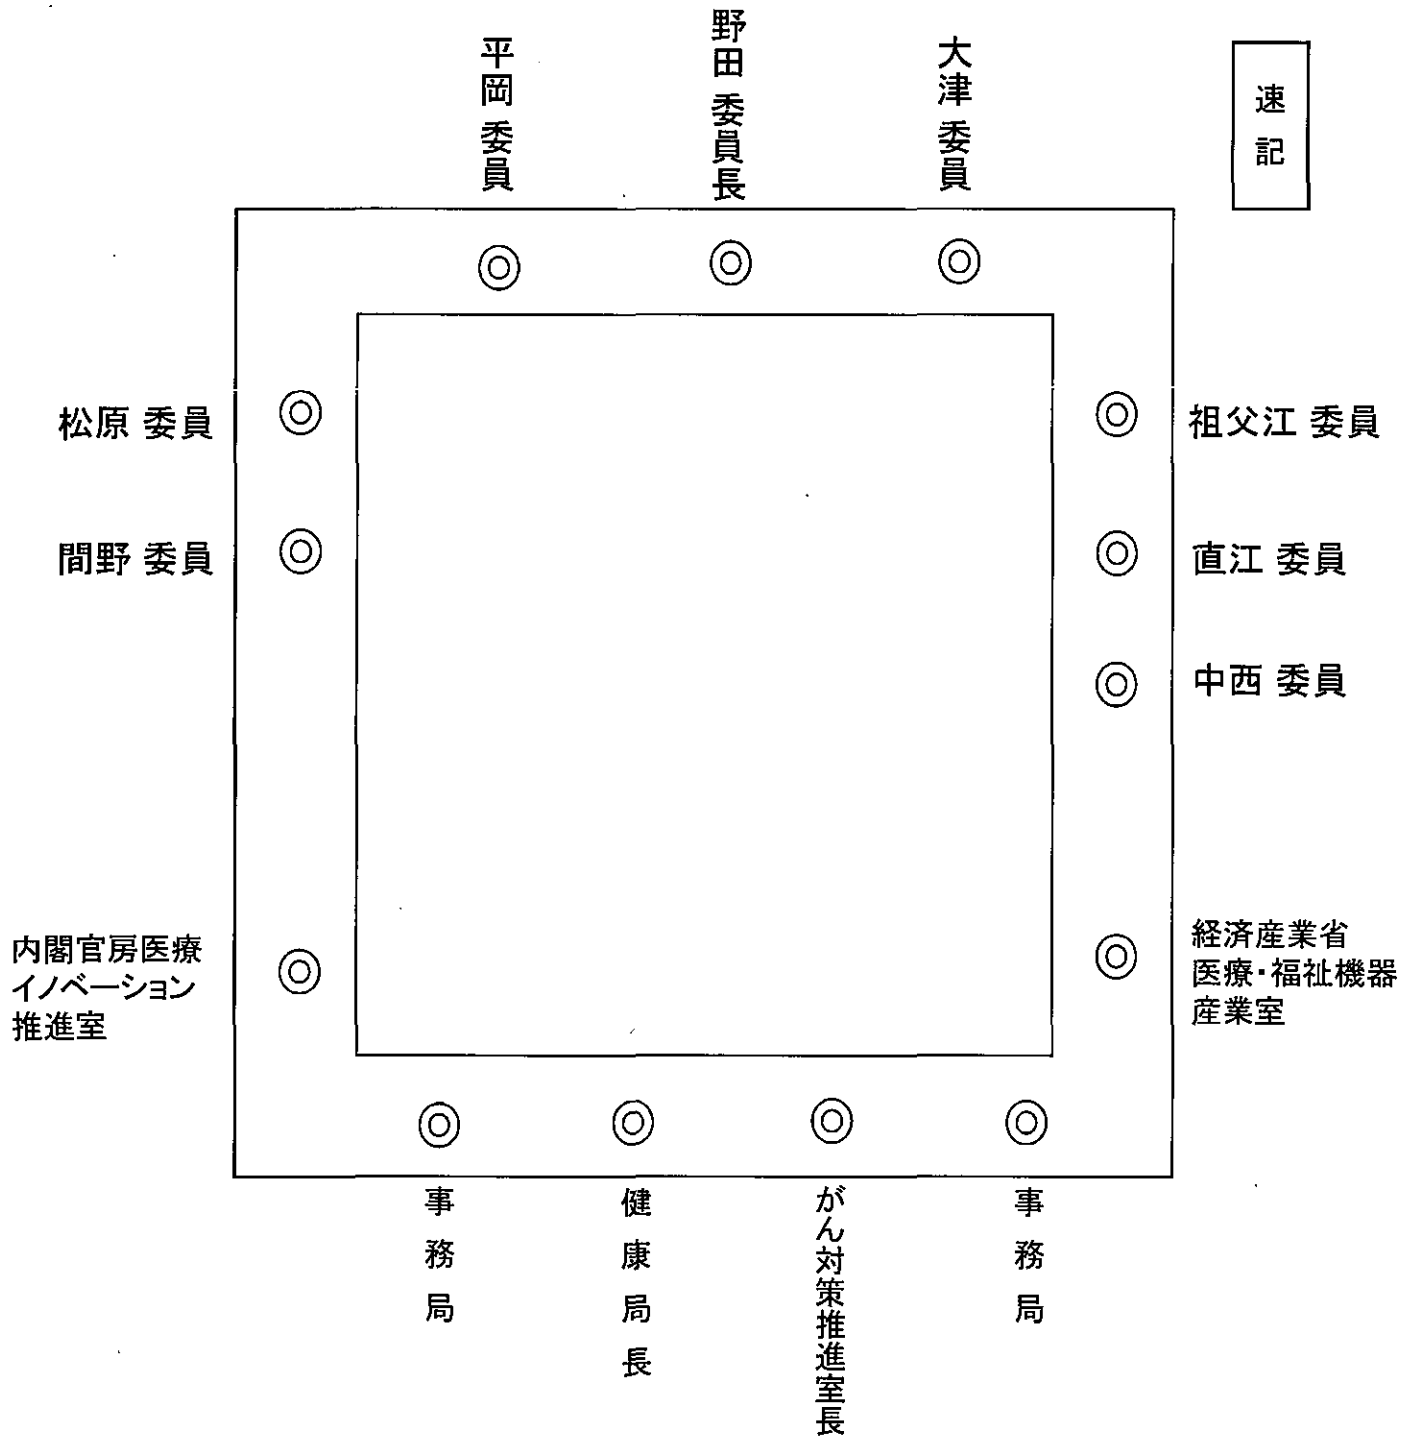 平岡 委員
野田 委員長
大津 委員
速記
松原 委員
祖父江 委員
間野 委員
直江 委員
中西 委員
内閣官房医療
イノベーション
推進室
経済産業省
医療・福祉機器
産業室
事務局
健康局長
がん対策推進室長
事務局